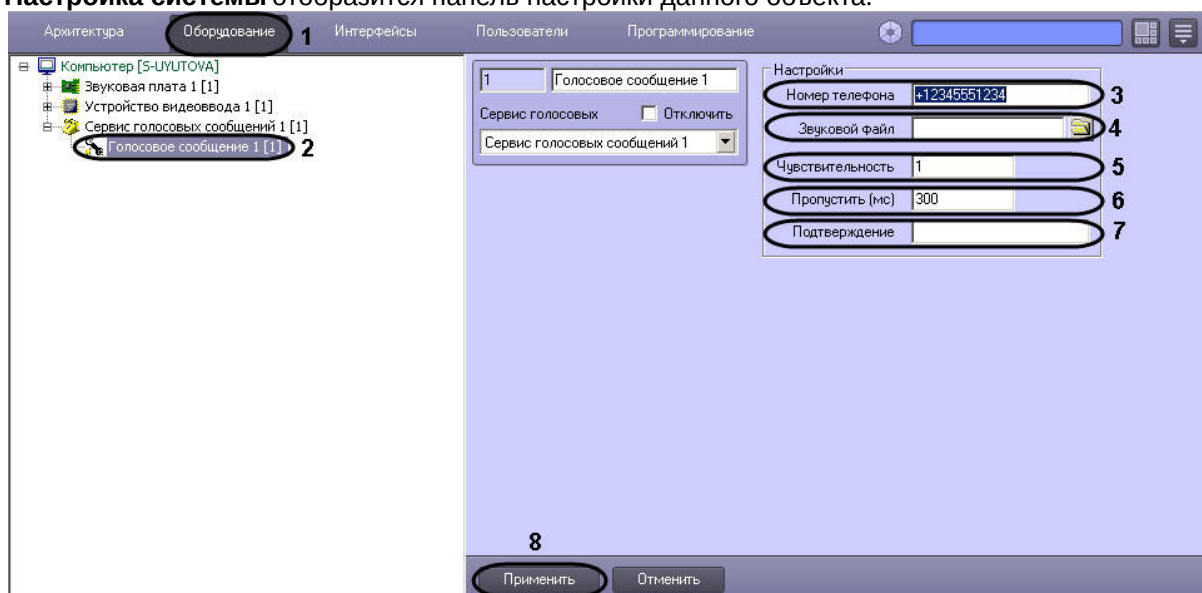 Настройка системы отобразится панель настройки данного объекта.
Архитектура Оборудование 1 Интерфейсы Пользователи Программирование
Компьютер [S-UYUTOVA]
Звуковая плата 1 [1]
Устройство видеоввода 1 [1]
Сервис голосовых сообщений 1 [1]
Голосовое сообщение 1 [1] 2
1 Голосовое сообщение 1
Сервис голосовых Отключить
Сервис голосовых сообщений 1
Настройки
Номер телефона +12345551234 3
Звуковой файл 4
Чувствительность 1 5
Пропустить (мс) 300 6
Подтверждение 7
8
Применить Отменить